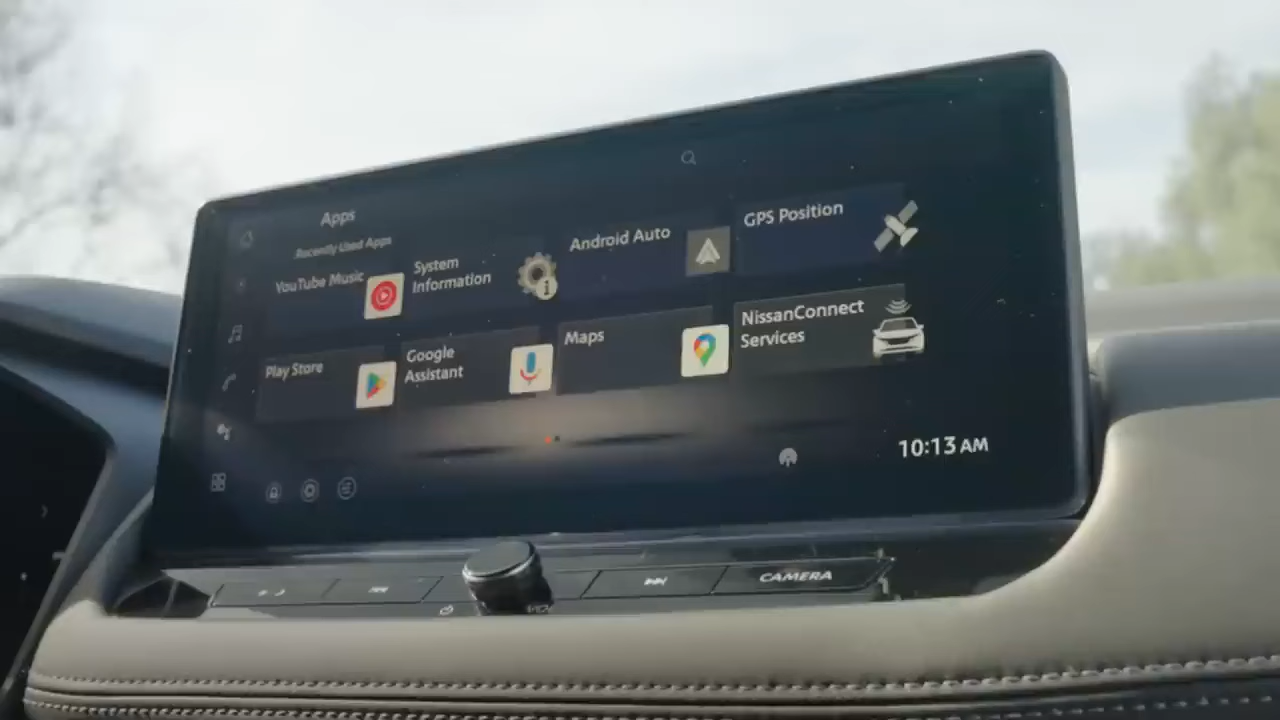 Apps
Recently Used Apps
YouTube Music
System
Information
Android Auto
GPS Position
Play Store
Google
Assistant
Maps
NissanConnect
Services
10:13 AM
CAMERA